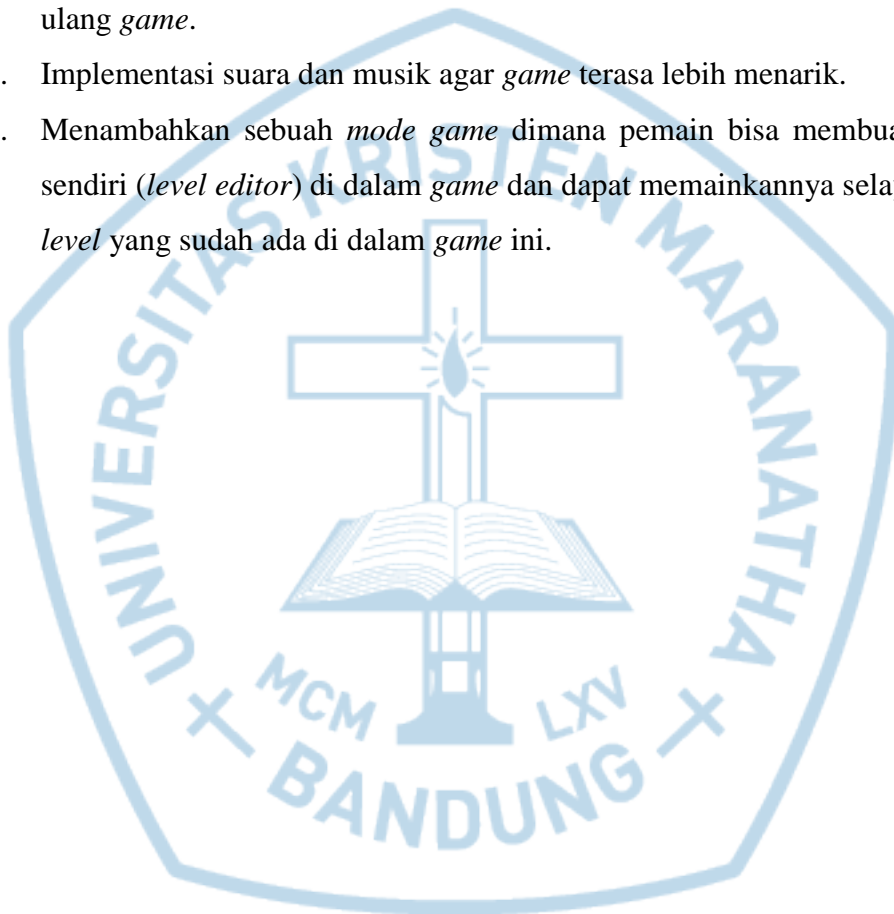 ulang game.
. Implementasi suara dan musik agar game terasa lebih menarik.
. Menambahkan sebuah mode game dimana pemain bisa membua
sendiri (level editor) di dalam game dan dapat memainkannya sela
level yang sudah ada di dalam game ini.
UNIVERSITAS KRISTEN MARANATHA
MCM LXV
BANDUNG